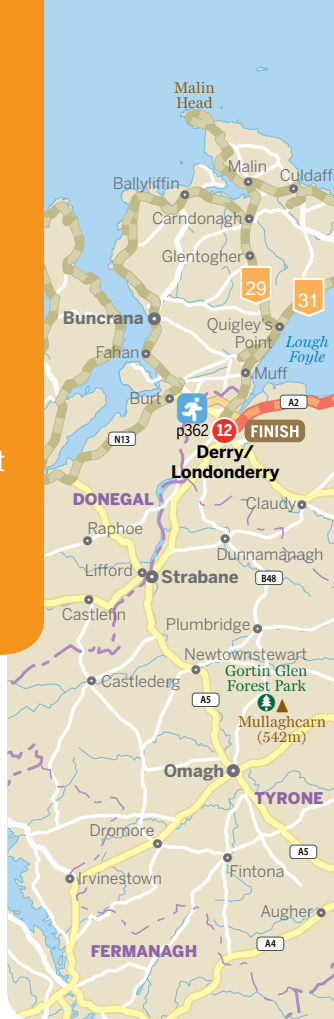 Malin
Head
Malin
Culdaff
Ballyliffin
Carndonagh
Glentogher
29
31
Buncrana
Quigley's
Point
Lough
Foyle
Fahan
Muff
Burt
A2
p362
12
FINISH
N13
Derry/
Londonderry
t
DONEGAL
Claudy
Raphoe
Dunnamanagh
Lifford
Strabane
B48
Castlefin
Plumbridge
Newtownstewart
Gortin Glen
Forest Park
Castlederg
A5
Mullaghcarn
(542m)
Omagh
TYRONE
Dromore
A5
Irvinestown
Fintona
Augher
A4
FERMANAGH